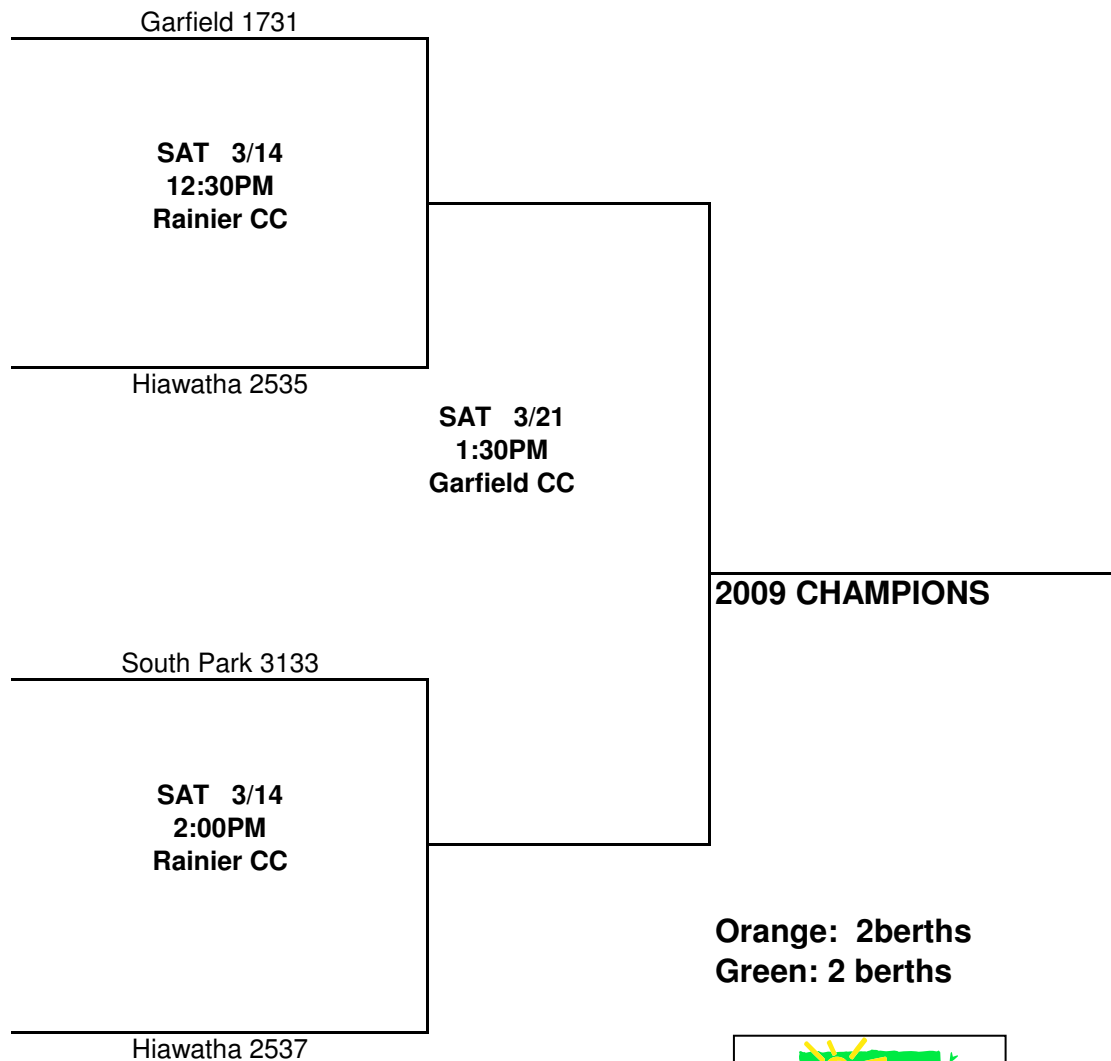 Garfield 1731
SAT 3/14
12:30PM
Rainier CC
Hiawatha 2535
SAT 3/21
1:30PM
Garfield CC
2009 CHAMPIONS
South Park 3133
SAT 3/14
2:00PM
Rainier CC
Orange: 2berths
Green: 2 berths
Hiawatha 2537